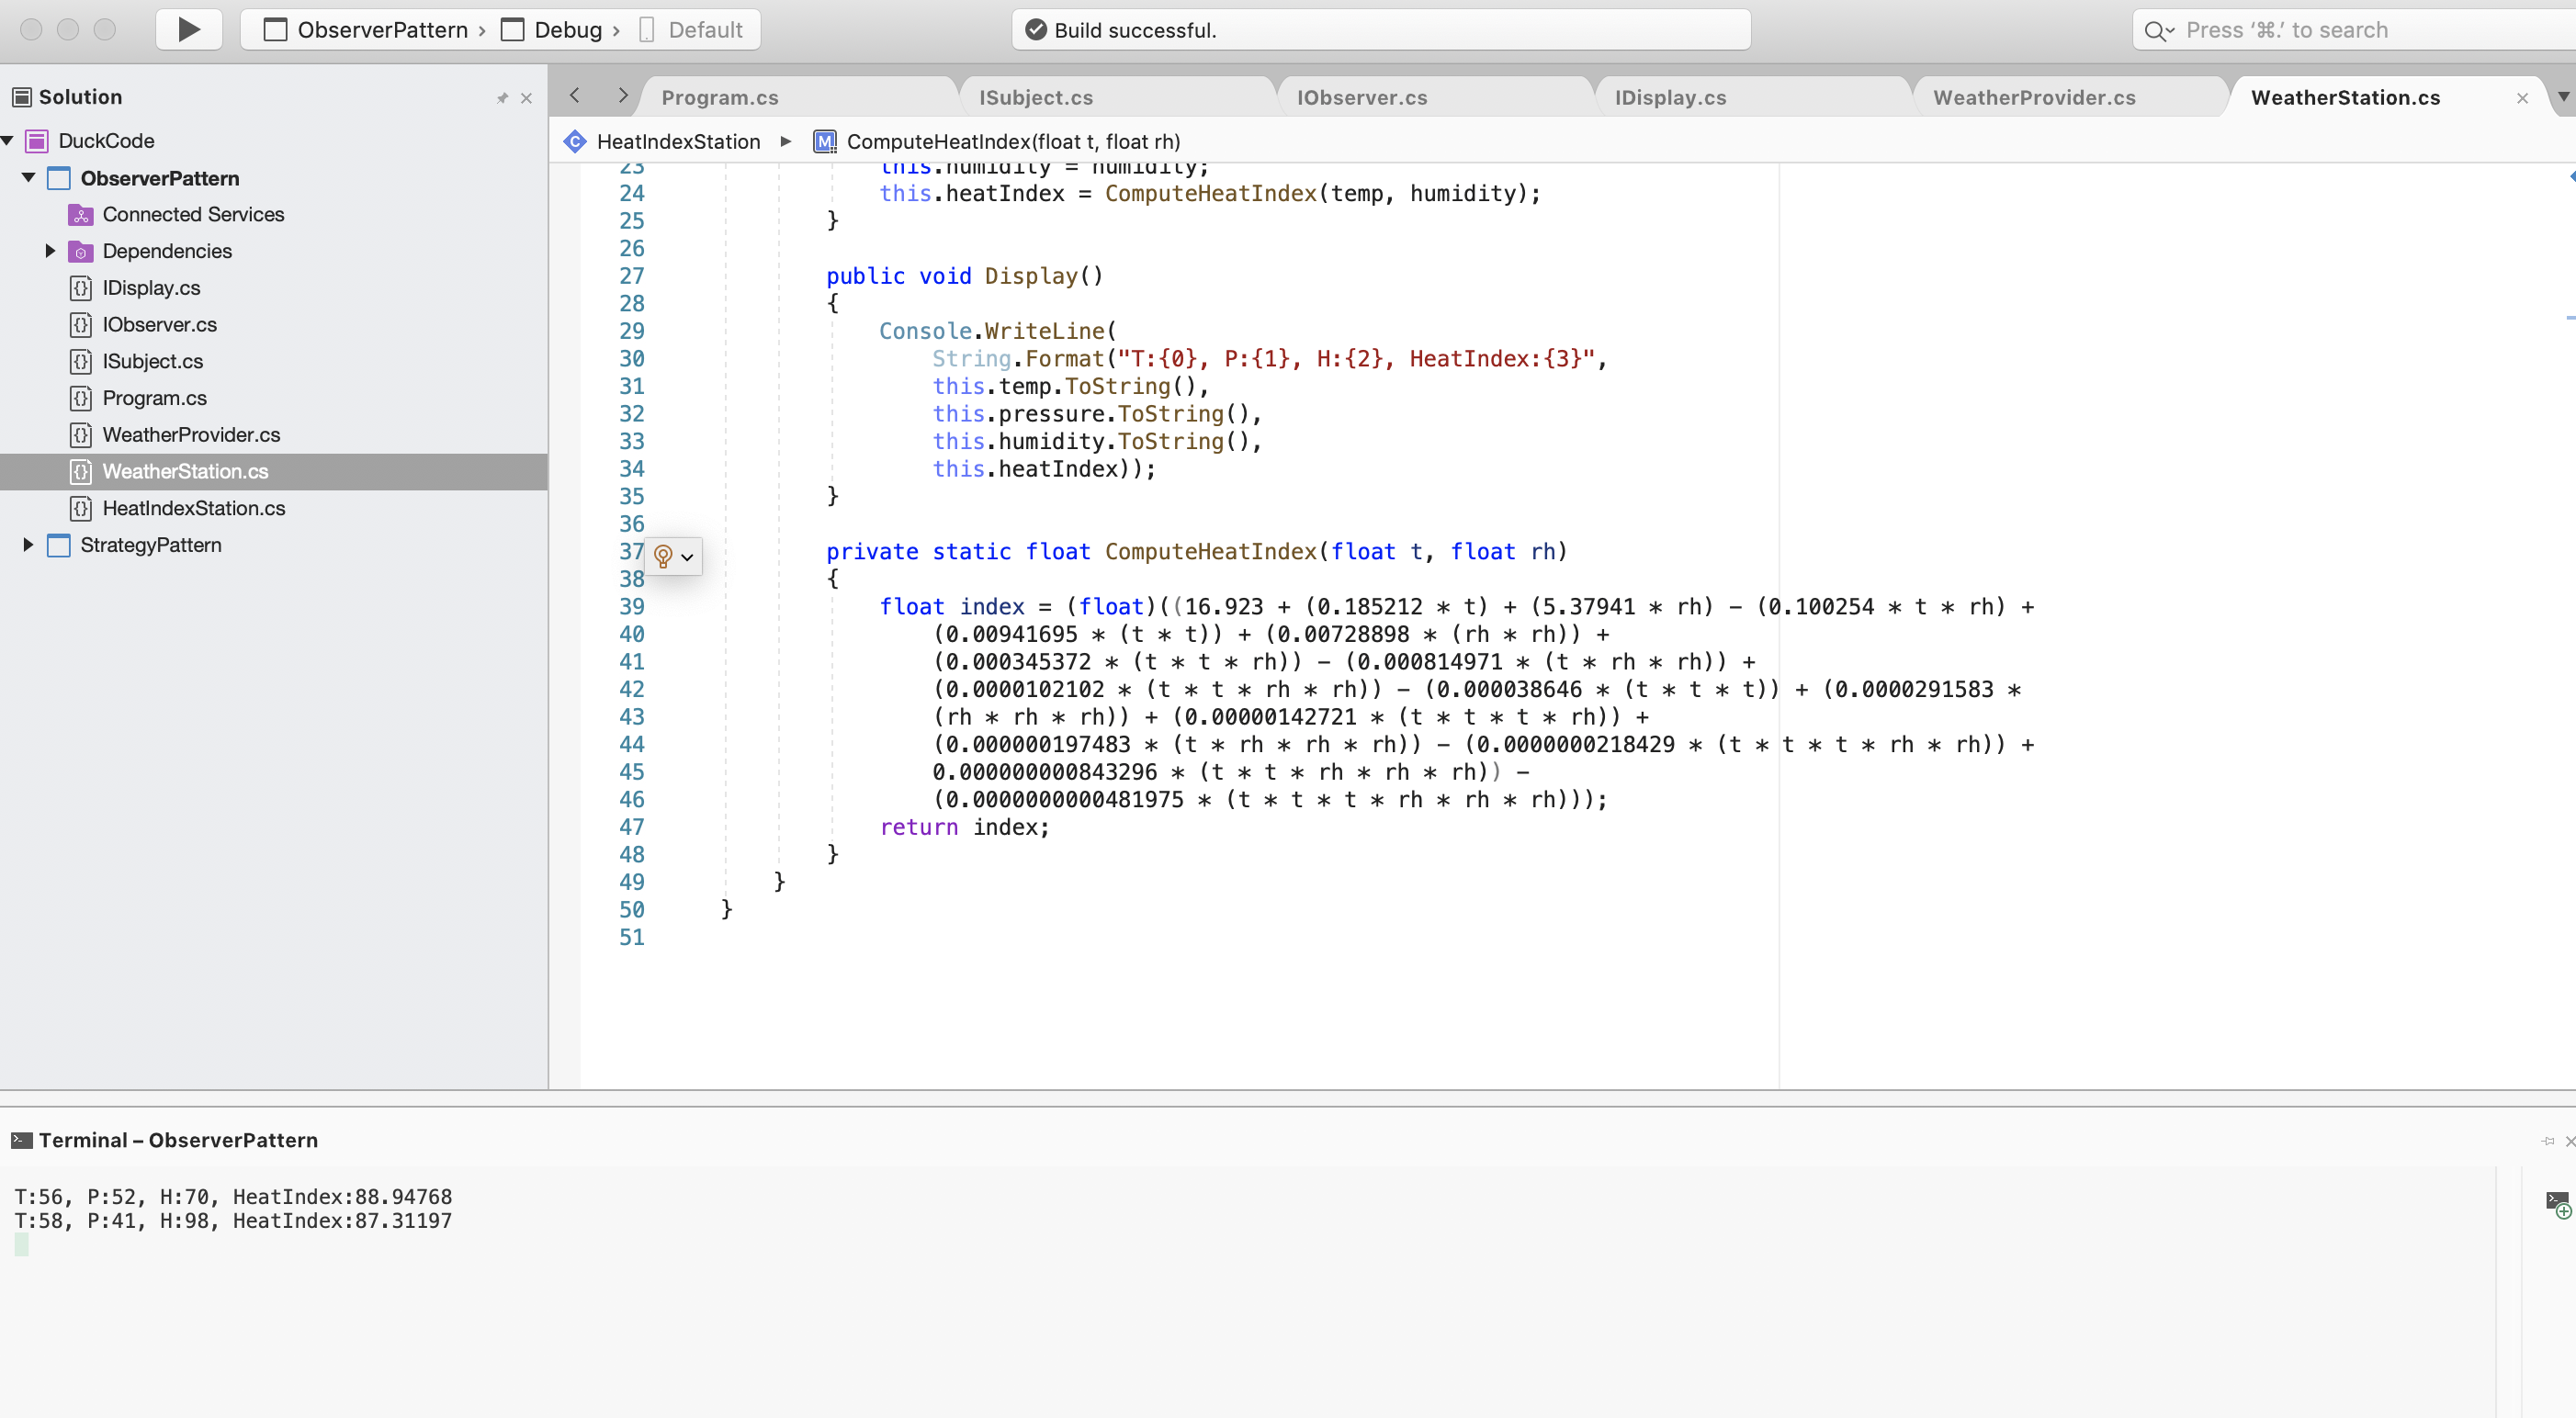 ObserverPattern › Debug › Default
Build successful.
Press ‘⌘.’ to search
Solution
DuckCode
ObserverPattern
Connected Services
Dependencies
IDisplay.cs
IObserver.cs
ISubject.cs
Program.cs
WeatherProvider.cs
WeatherStation.cs
HeatIndexStation.cs
StrategyPattern
Program.cs ISubject.cs IObserver.cs IDisplay.cs WeatherProvider.cs WeatherStation.cs
HeatIndexStation ▸ M ComputeHeatIndex(float t, float rh)
23 this.humidity = humidity;
24 this.heatIndex = ComputeHeatIndex(temp, humidity);
25 }
26
27 public void Display()
28 {
29 Console.WriteLine(
30 String.Format("T:{0}, P:{1}, H:{2}, HeatIndex:{3}",
31 this.temp.ToString(),
32 this.pressure.ToString(),
33 this.humidity.ToString(),
34 this.heatIndex));
35 }
36
37 private static float ComputeHeatIndex(float t, float rh)
38 {
39 float index = (float)((16.923 + (0.185212 * t) + (5.37941 * rh) - (0.100254 * t * rh) +
40 (0.00941695 * (t * t)) + (0.00728898 * (rh * rh)) +
41 (0.000345372 * (t * t * rh)) - (0.000814971 * (t * rh * rh)) +
42 (0.0000102102 * (t * t * rh * rh)) - (0.000038646 * (t * t * t)) + (0.0000291583 *
43 (rh * rh * rh)) + (0.00000142721 * (t * t * t * rh)) +
44 (0.000000197483 * (t * rh * rh * rh)) - (0.0000000218429 * (t * t * t * rh * rh)) +
45 0.000000000843296 * (t * t * rh * rh * rh)) -
46 (0.0000000000481975 * (t * t * t * rh * rh * rh)));
47 return index;
48 }
49 }
50 }
51
Terminal – ObserverPattern
T:56, P:52, H:70, HeatIndex:88.94768
T:58, P:41, H:98, HeatIndex:87.31197